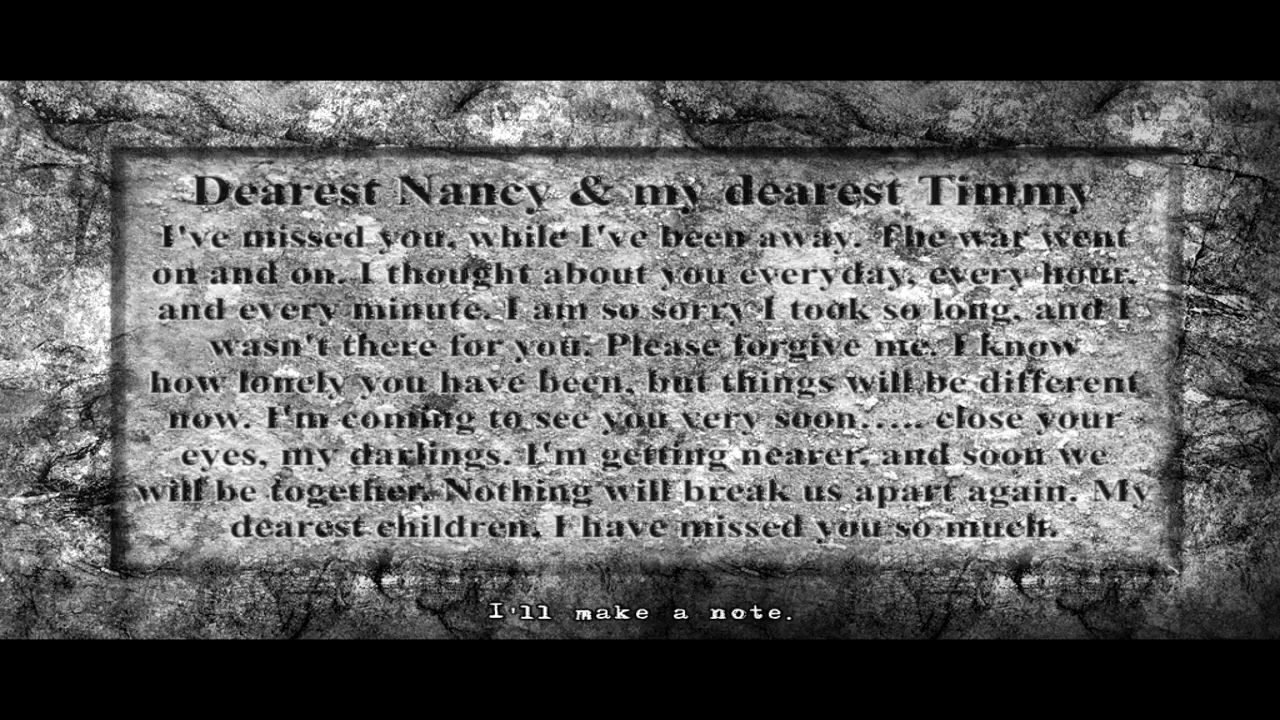 Dearest Nancy & my dearest Timmy
I've missed you, while I've been away. The war went
on and on. I thought about you everyday, every hour,
and every minute. I am so sorry I took so long, and I
wasn't there for you. Please forgive me. I know
how lonely you have been, but things will be different
now. I'm coming to see you very soon..... close your
eyes, my darlings. I'm getting nearer, and soon we
will be together. Nothing will break us apart again. My
dearest children, I have missed you so much.
I'll make a note.